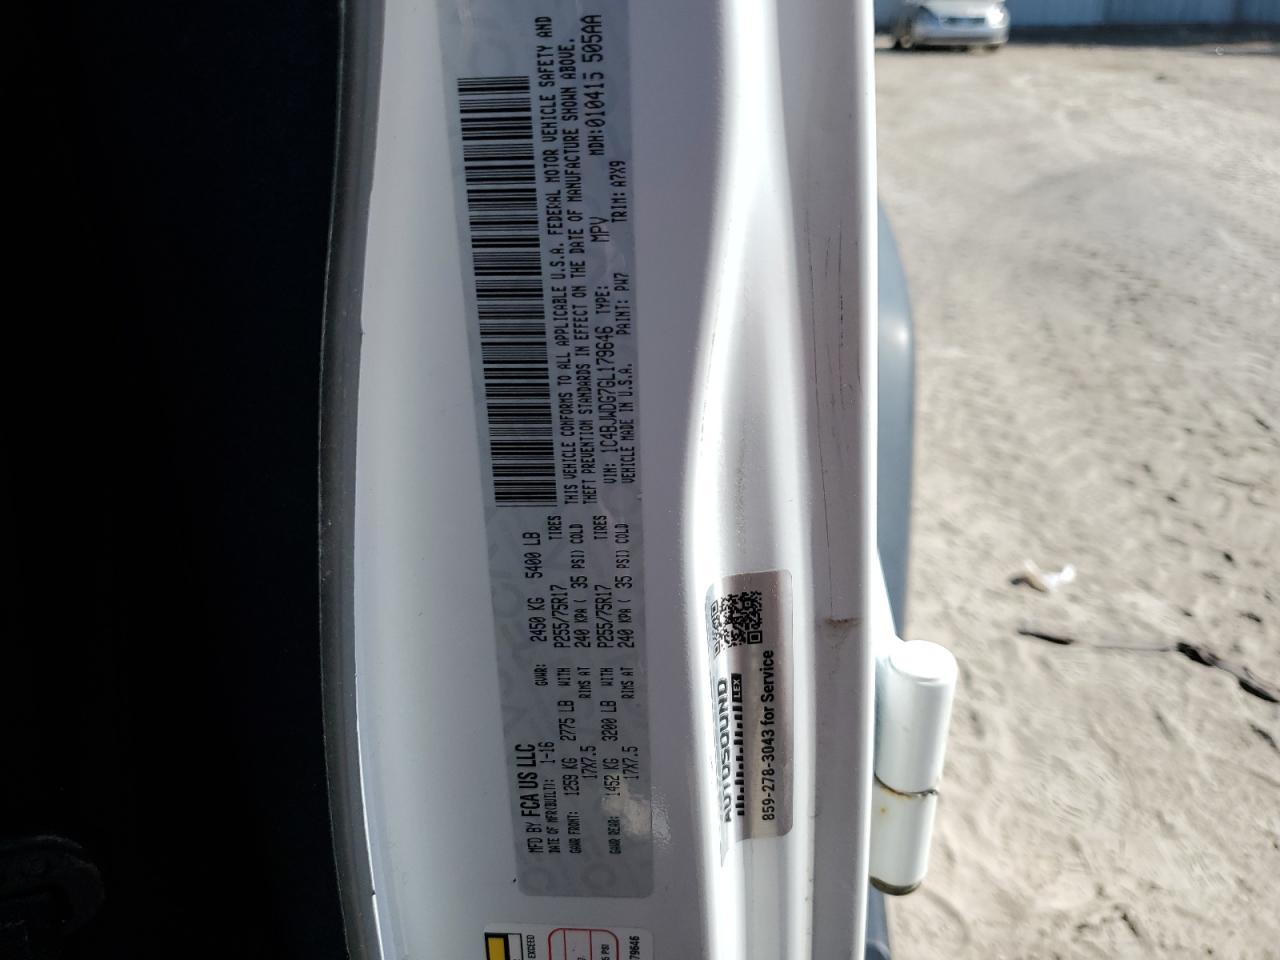 MFD BY FCA US LLC
DATE OF MFR(BUILT): 1-16 GVWR: 2450 KG 5400 LB
GAWR FRONT: 1259 KG 2775 LB WITH P255/75R17 TIRES
17X7.5 RIMS AT 240 KPA ( 35 PSI) COLD
GAWR REAR: 1452 KG 3200 LB WITH P255/75R17 TIRES
17X7.5 RIMS AT 240 KPA ( 35 PSI) COLD
THIS VEHICLE CONFORMS TO ALL APPLICABLE U.S.A. FEDERAL MOTOR VEHICLE SAFETY AND
THEFT PREVENTION STANDARDS IN EFFECT ON THE DATE OF MANUFACTURE SHOWN ABOVE.
VIN: 1C4BJWDG7GL179646 TYPE: MPV MDH:010415 505AA
VEHICLE MADE IN U.S.A. PAINT: PW7 TRIM: A7X9
AUTOSOUND
LEX
859-278-3043 for Service
EXCEED
PSI
79646